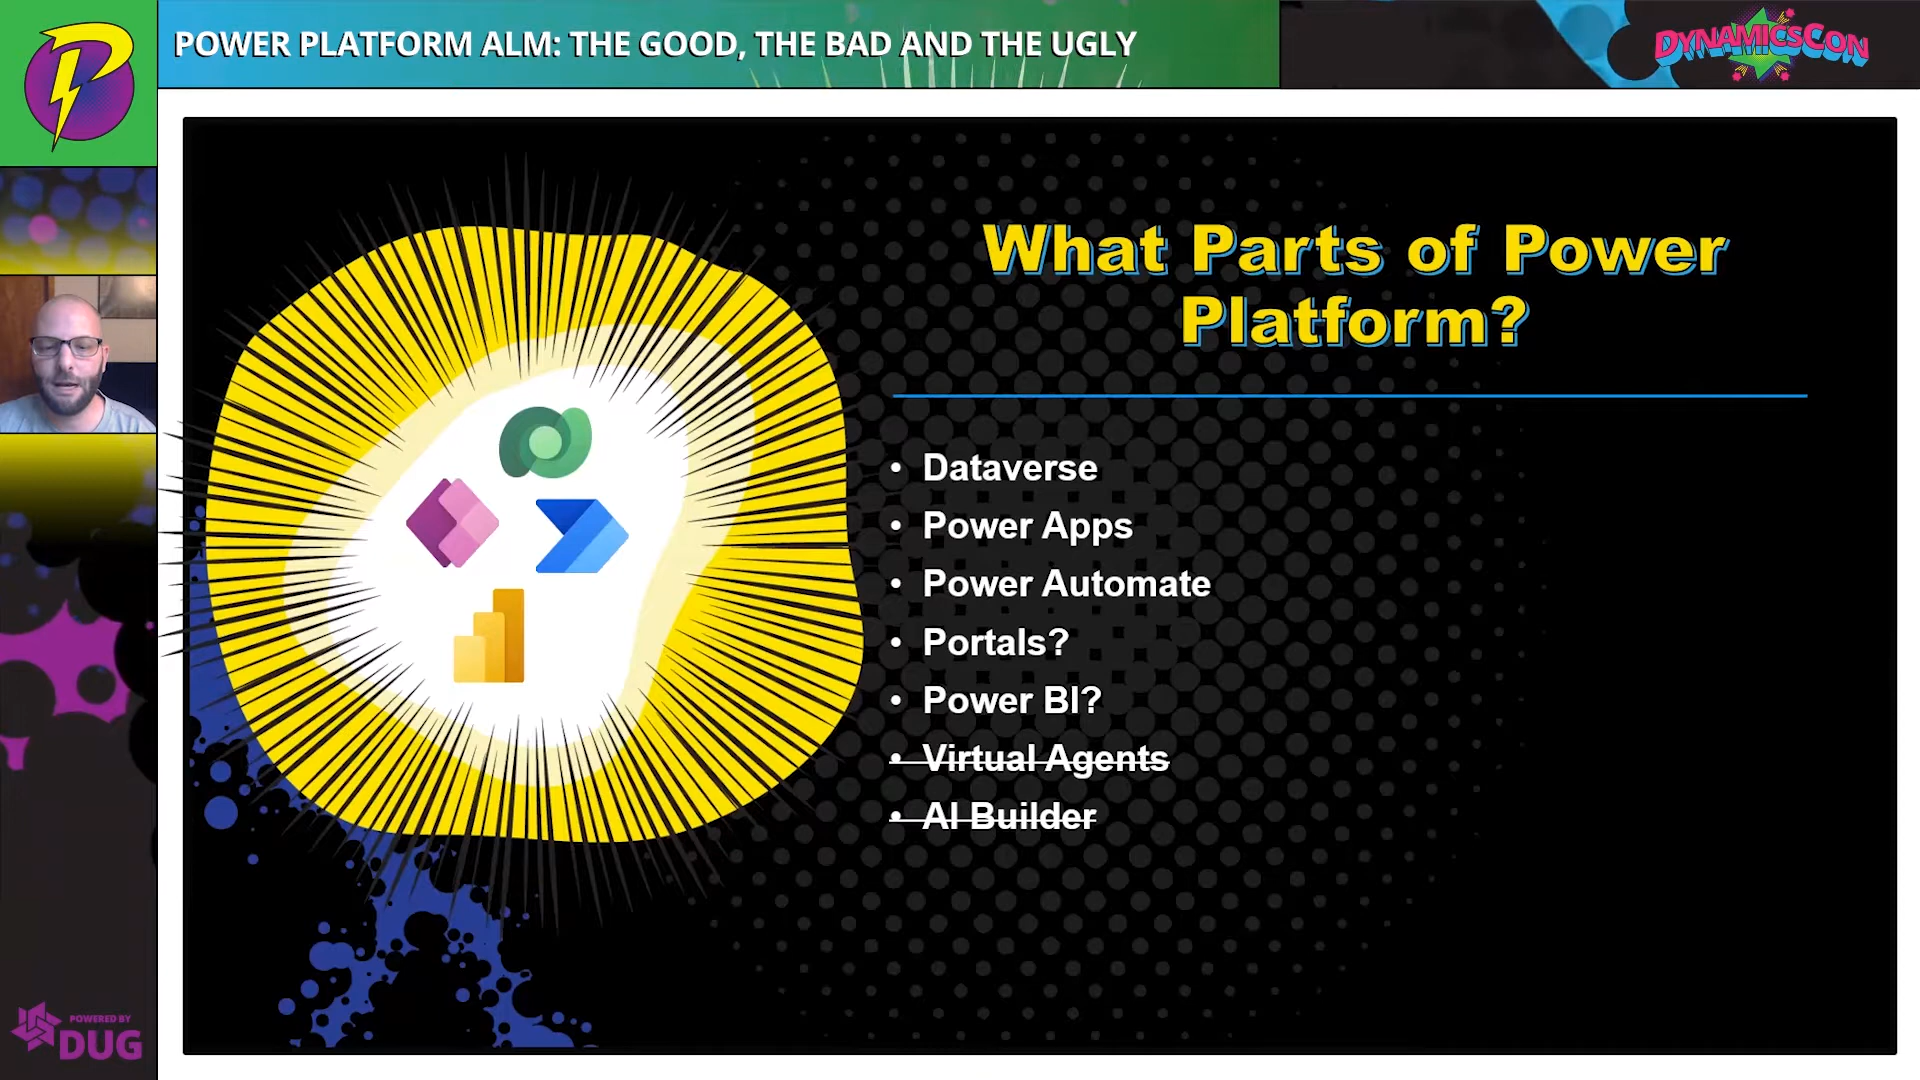 POWER PLATFORM ALM: THE GOOD, THE BAD AND THE UGLY
DYNAMICSCON
What Parts of Power
Platform?
• Dataverse
• Power Apps
• Power Automate
• Portals?
• Power BI?
• Virtual Agents
• AI Builder
POWERED BY
DUG